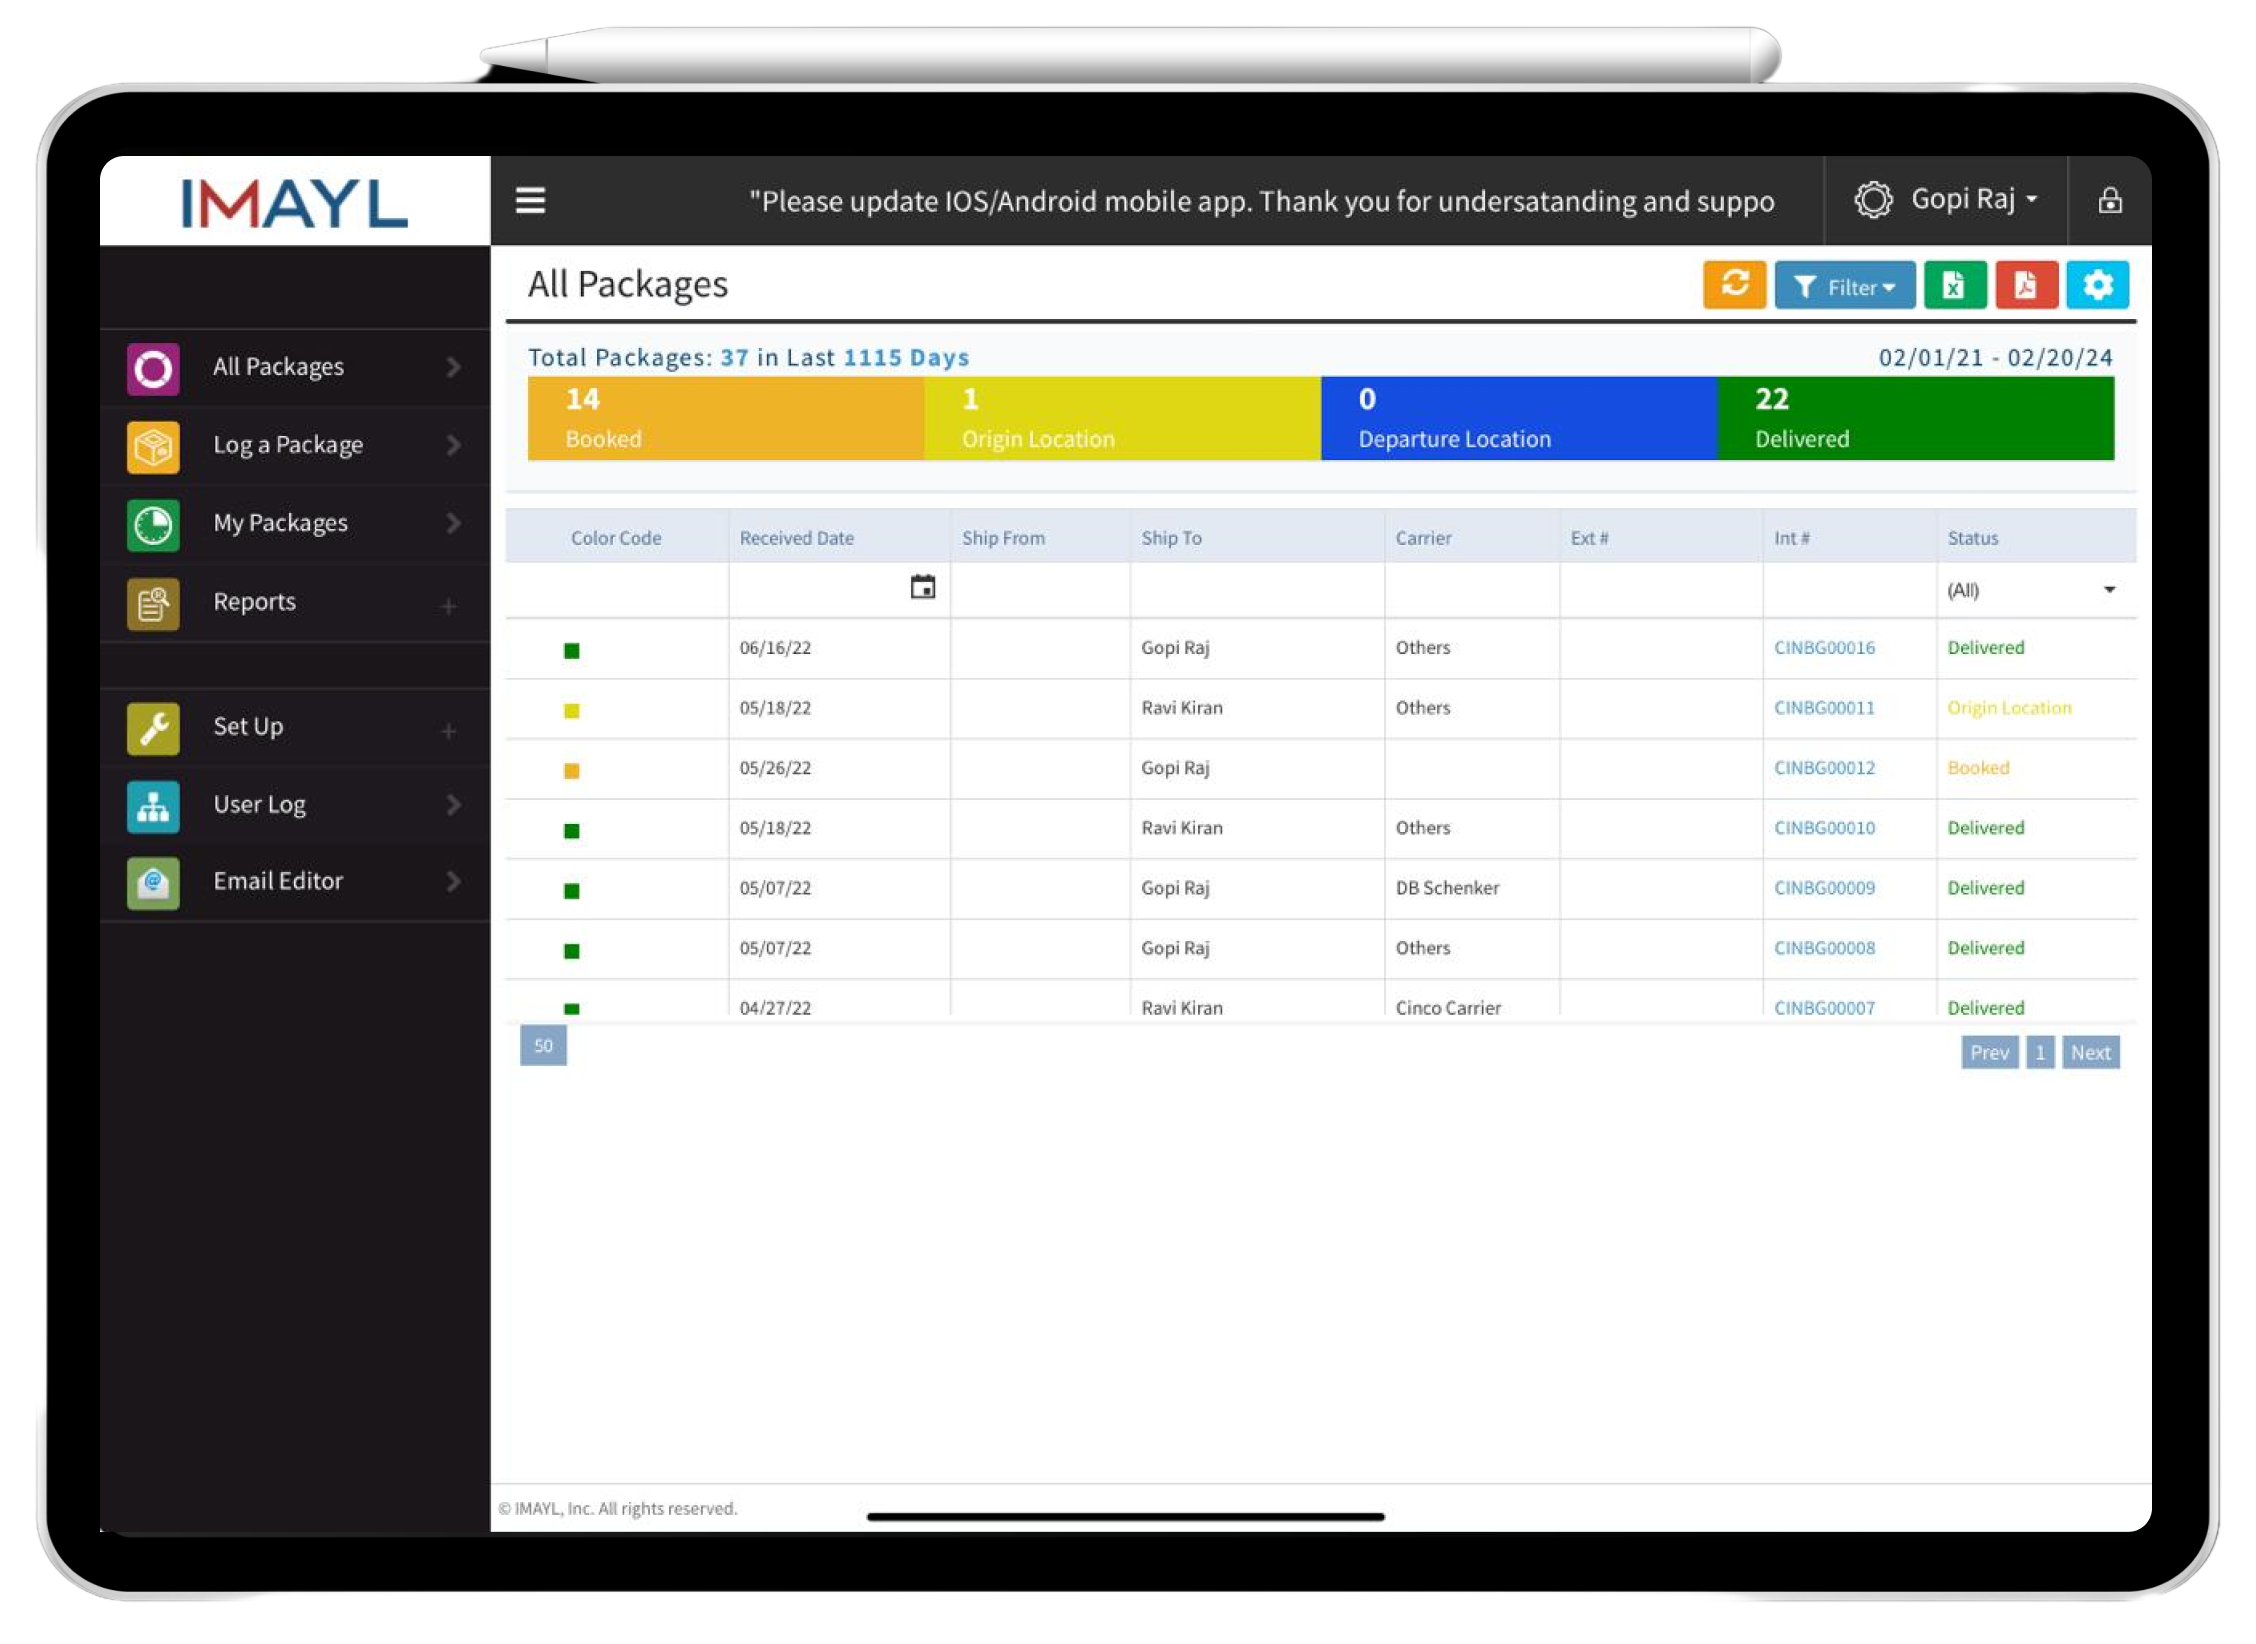 IMAYL
"Please update IOS/Android mobile app. Thank you for undersatanding and suppo
Gopi Raj
All Packages
Filter
All Packages
Log a Package
My Packages
Reports
Set Up
User Log
Email Editor
Total Packages: 37 in Last 1115 Days
02/01/21 - 02/20/24
14 1 0 22
Booked Origin Location Departure Location Delivered
Color Code Received Date Ship From Ship To Carrier Ext # Int # Status
(All)
06/16/22 Gopi Raj Others CINBG00016 Delivered
05/18/22 Ravi Kiran Others CINBG00011 Origin Location
05/26/22 Gopi Raj CINBG00012 Booked
05/18/22 Ravi Kiran Others CINBG00010 Delivered
05/07/22 Gopi Raj DB Schenker CINBG00009 Delivered
05/07/22 Gopi Raj Others CINBG00008 Delivered
04/27/22 Ravi Kiran Cinco Carrier CINBG00007 Delivered
50
Prev 1 Next
© IMAYL, Inc. All rights reserved.